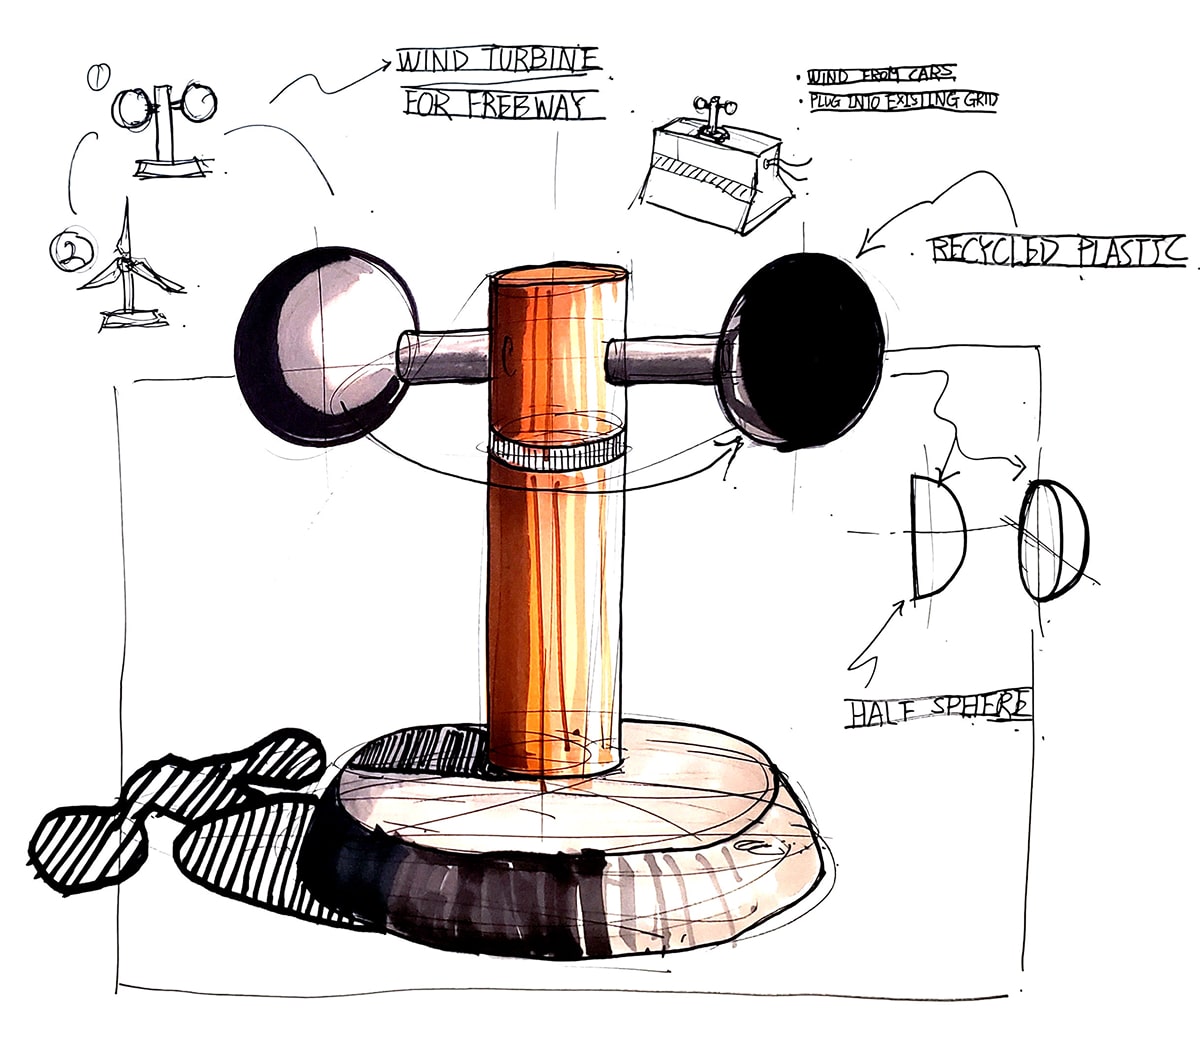 1
WIND TURBINE
FOR FREEWAY
• WIND FROM CARS
• PLUG INTO EXISTING GRID
2
RECYCLED PLASTIC
HALF SPHERE